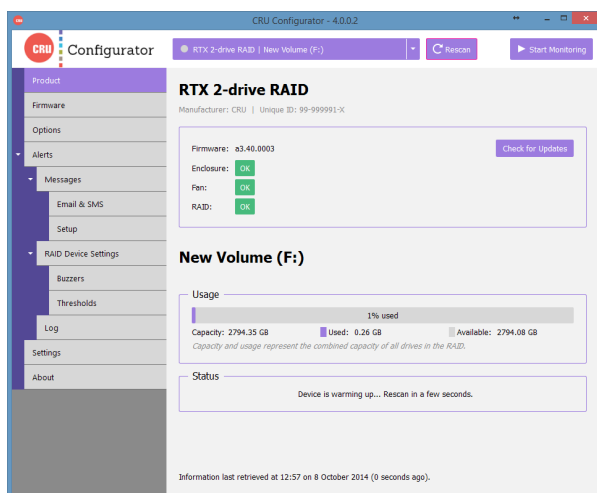 CRU Configurator - 4.0.0.2
CRU Configurator
RTX 2-drive RAID | New Volume (F:)
Rescan
Start Monitoring
Product
Firmware
Options
Alerts
Messages
Email & SMS
Setup
RAID Device Settings
Buzzers
Thresholds
Log
Settings
About
RTX 2-drive RAID
Manufacturer: CRU | Unique ID: 99-999991-X
Firmware: a3.40.0003
Check for Updates
Enclosure: OK
Fan: OK
RAID: OK
New Volume (F:)
Usage
1% used
Capacity: 2794.35 GB Used: 0.26 GB Available: 2794.08 GB
Capacity and usage represent the combined capacity of all drives in the RAID.
Status
Device is warming up... Rescan in a few seconds.
Information last retrieved at 12:57 on 8 October 2014 (0 seconds ago).